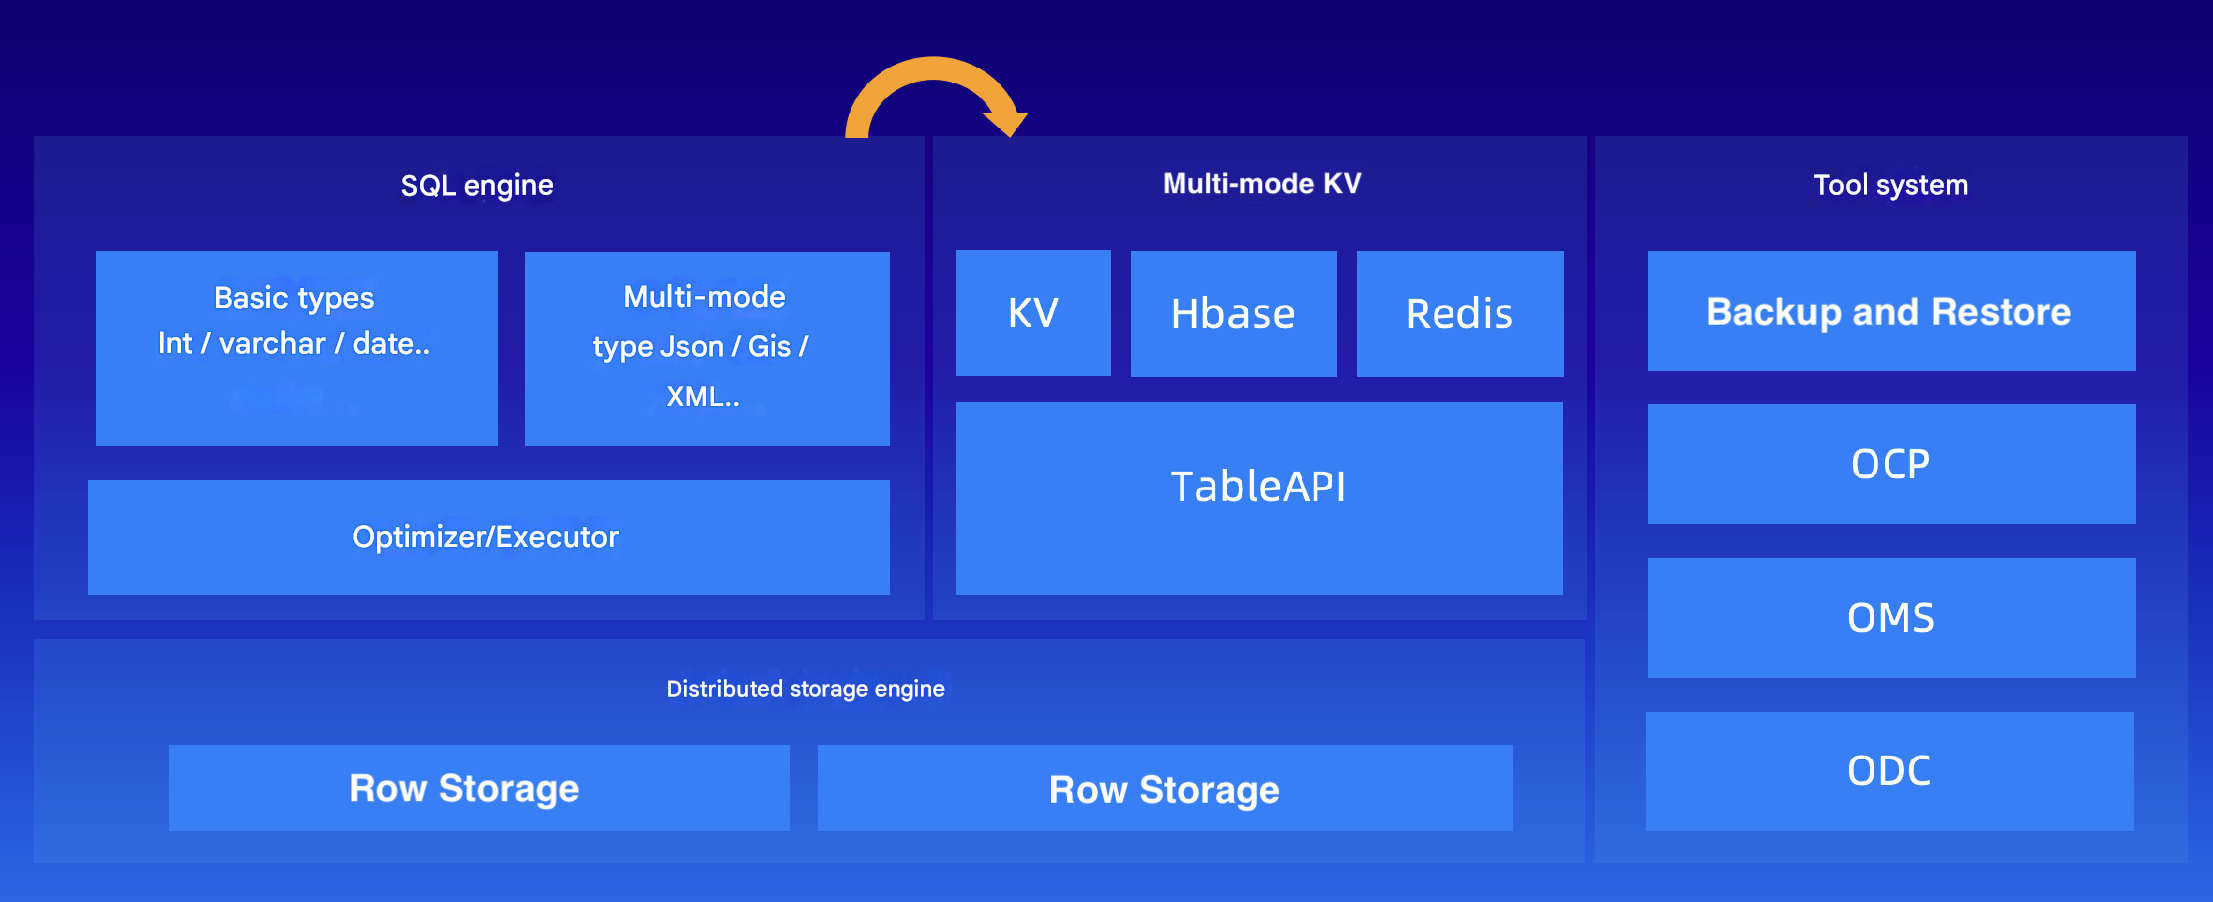 SQL engine
Basic types
Int / varchar / date..
Multi-mode
type Json / Gis /
XML..
Optimizer/Executor
Multi-mode KV
KV
Hbase
Redis
TableAPI
Tool system
Backup and Restore
OCP
OMS
ODC
Distributed storage engine
Row Storage
Row Storage